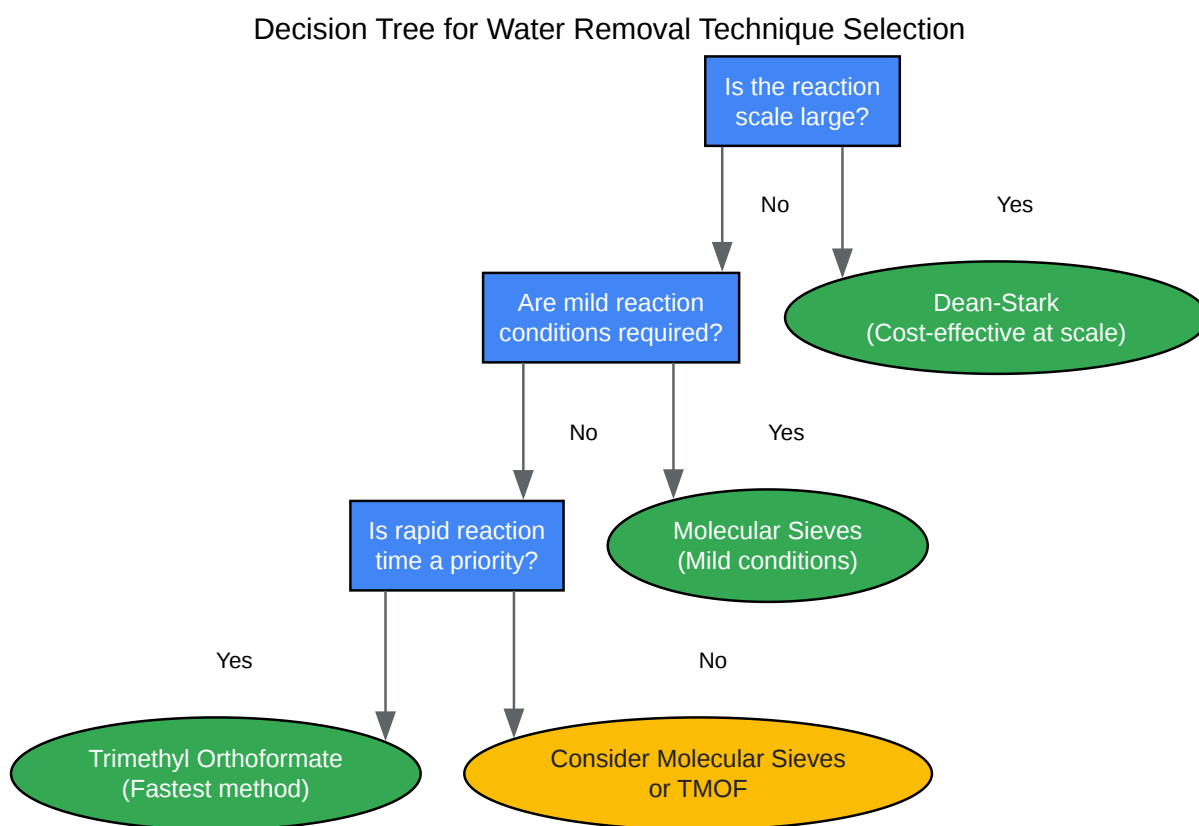 Decision Tree for Water Removal Technique Selection
Is the reaction
scale large?
No
Yes
Are mild reaction
conditions required?
Dean-Stark
(Cost-effective at scale)
No
Yes
Is rapid reaction
time a priority?
Molecular Sieves
(Mild conditions)
Yes
No
Trimethyl Orthoformate
(Fastest method)
Consider Molecular Sieves
or TMOF